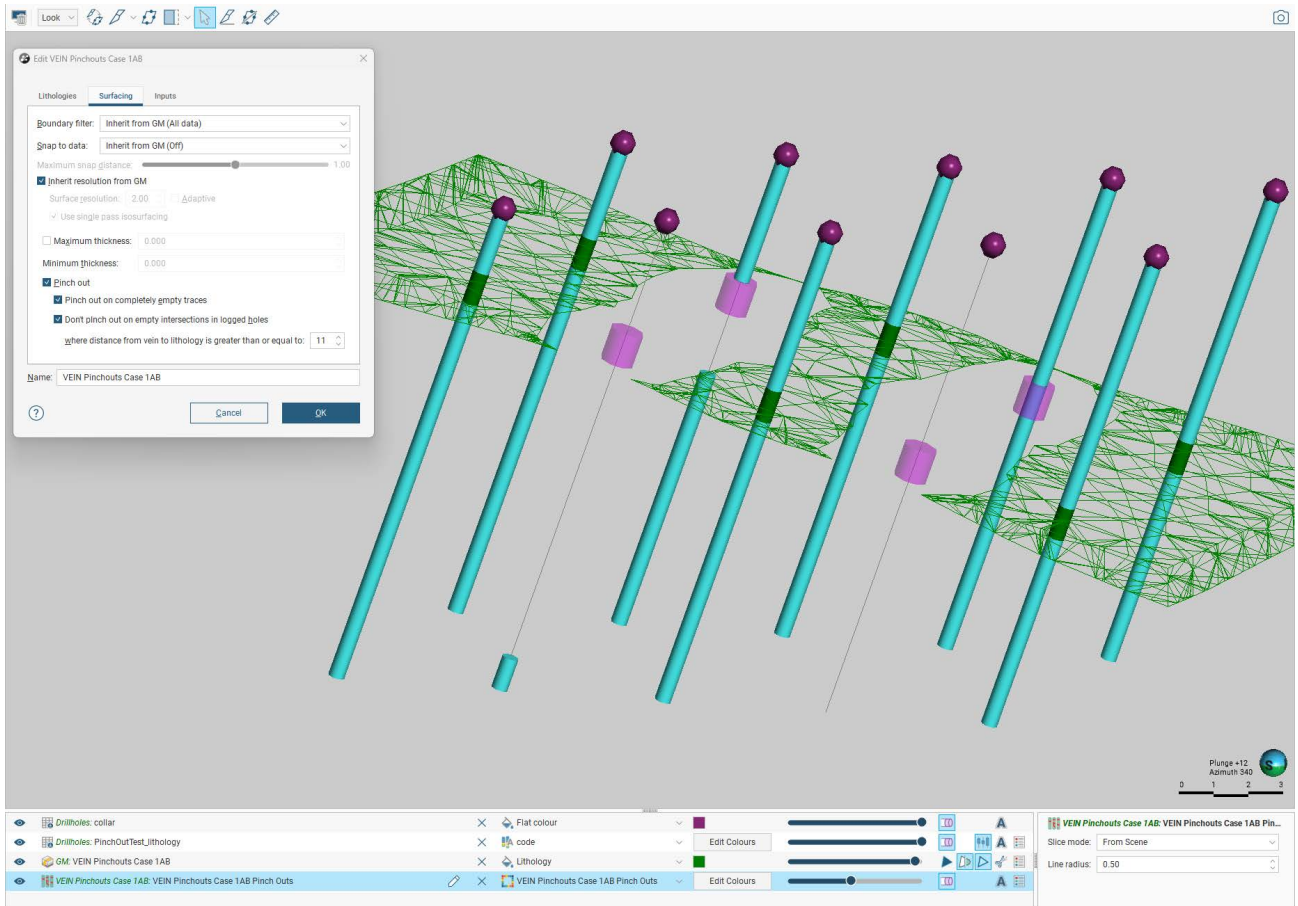 Look
Edit VEIN Pinchouts Case 1AB
Lithologies Surfacing Inputs
Boundary filter: Inherit from GM (All data)
Snap to data: Inherit from GM (Off)
Maximum snap distance: 1.00
Inherit resolution from GM
Surface resolution: 2.00 Adaptive
Use single pass isosurfacing
Maximum thickness: 0.000
Minimum thickness: 0.000
Pinch out
Pinch out on completely empty traces
Don't pinch out on empty intersections in logged holes
where distance from vein to lithology is greater than or equal to: 11
Name: VEIN Pinchouts Case 1AB
? Cancel OK
Plunge +12
Azimuth 340
S
0 1 2 3
Drillholes: collar Flat colour A
Drillholes: PinchOutTest_lithology code Edit Colours A
GM: VEIN Pinchouts Case 1AB Lithology
VEIN Pinchouts Case 1AB: VEIN Pinchouts Case 1AB Pinch Outs VEIN Pinchouts Case 1AB Pinch Outs Edit Colours A
VEIN Pinchouts Case 1AB: VEIN Pinchouts Case 1AB Pin...
Slice mode: From Scene
Line radius: 0.50